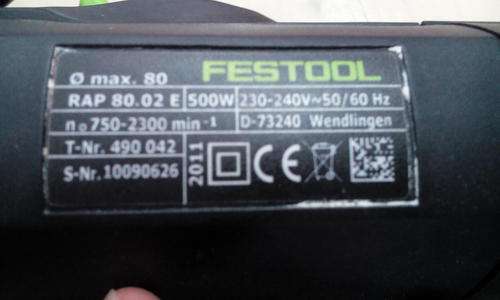 Ø max. 80 FESTOOL
RAP 80.02 E 500W 230-240V~50/60 Hz
n₀ 750-2300 min⁻¹ D-73240 Wendlingen
T-Nr. 490 042
S-Nr. 10090626
2011
CE